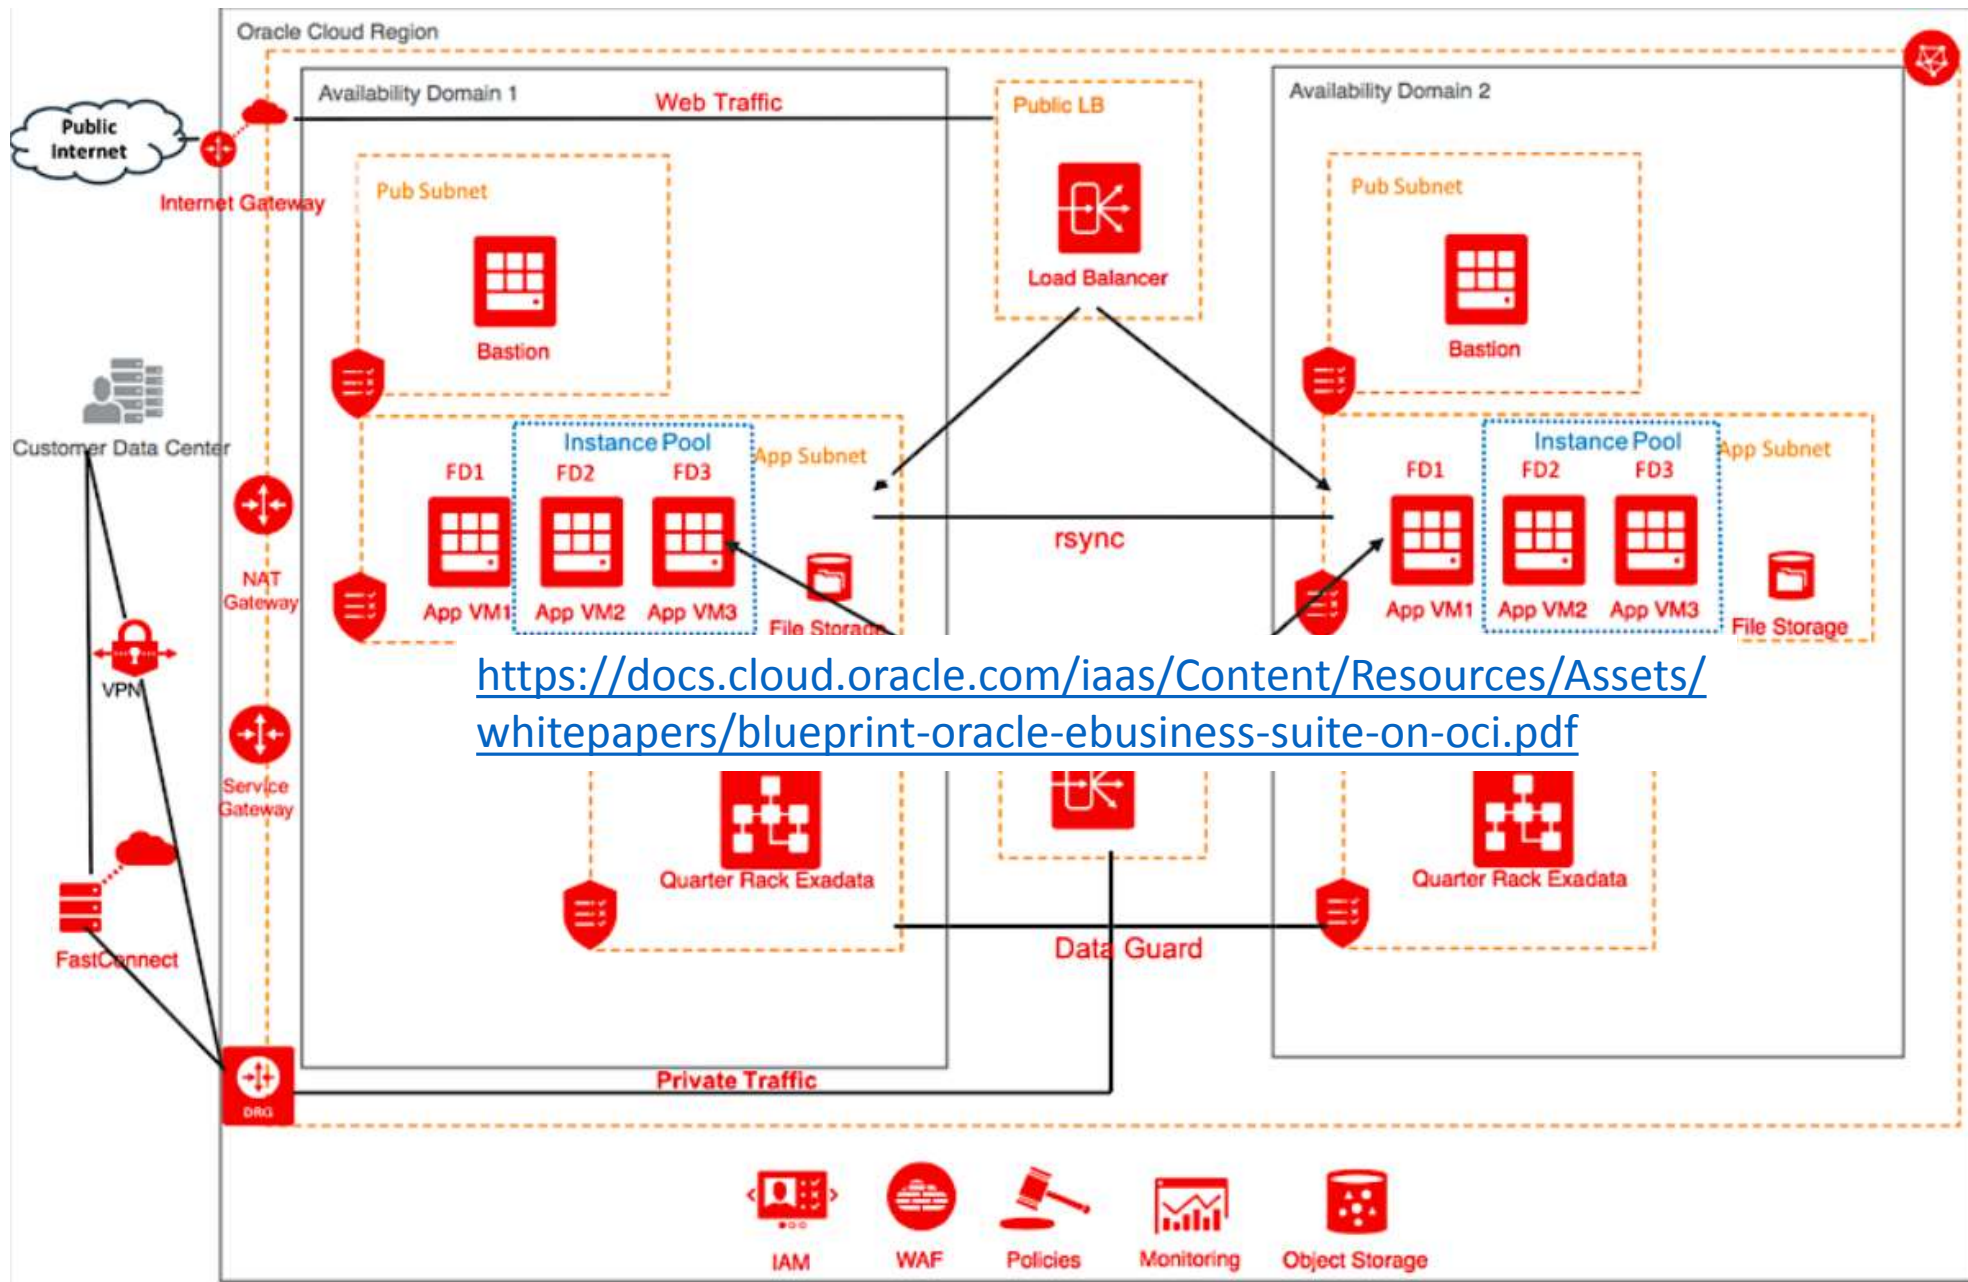 Oracle Cloud Region
Availability Domain 1
Web Traffic
Public LB
Availability Domain 2
Public
Internet
Internet Gateway
Pub Subnet
Bastion
Load Balancer
Pub Subnet
Bastion
Customer Data Center
Instance Pool
App Subnet
FD1
FD2
FD3
App VM1
App VM2
App VM3
File Storage
rsync
Instance Pool
App Subnet
FD1
FD2
FD3
App VM1
App VM2
App VM3
File Storage
NAT
Gateway
VPN
https://docs.cloud.oracle.com/iaas/Content/Resources/Assets/
whitepapers/blueprint-oracle-ebusiness-suite-on-oci.pdf
Service
Gateway
Quarter Rack Exadata
Quarter Rack Exadata
FastConnect
Data Guard
Private Traffic
DRG
IAM
WAF
Policies
Monitoring
Object Storage